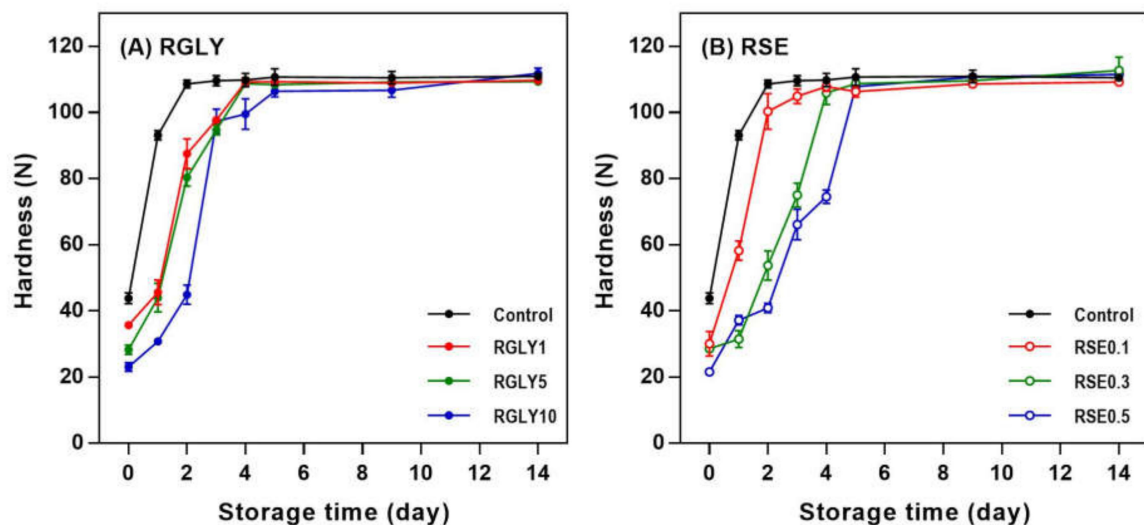 (A) RGLY
120
100
80
60
40
20
0
Hardness (N)
Control
RGLY1
RGLY5
RGLY10
0 2 4 6 8 10 12 14
Storage time (day)
(B) RSE
120
100
80
60
40
20
0
Hardness (N)
Control
RSE0.1
RSE0.3
RSE0.5
0 2 4 6 8 10 12 14
Storage time (day)